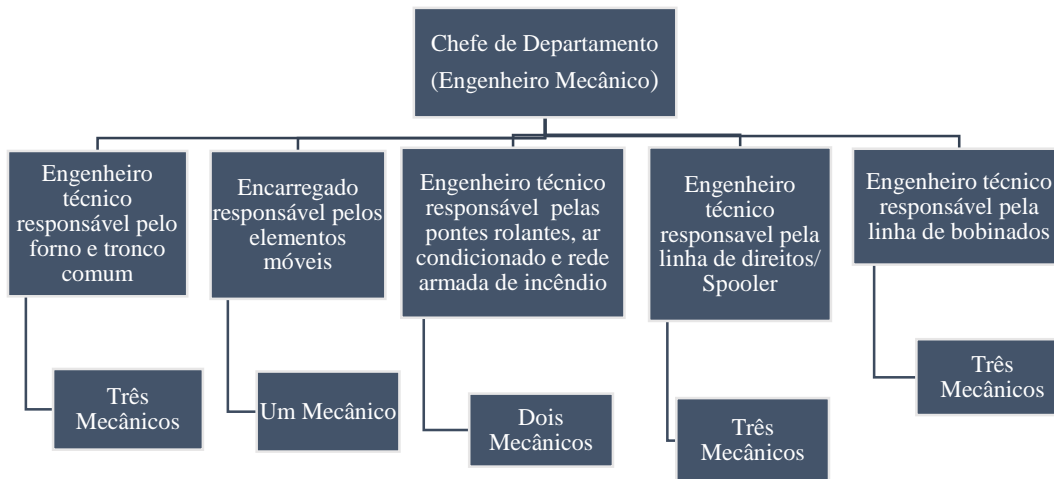 Chefe de Departamento
(Engenheiro Mecânico)
Engenheiro
técnico
responsável pelo
forno e tronco
comum
Encarregado
responsável pelos
elementos
móveis
Engenheiro técnico
responsável pelas
pontes rolantes, ar
condicionado e rede
armada de incêndio
Engenheiro
técnico
responsavel pela
linha de direitos/
Spooler
Engenheiro técnico
responsável pela
linha de bobinados
Três
Mecânicos
Um Mecânico
Dois
Mecânicos
Três
Mecânicos
Três
Mecânicos